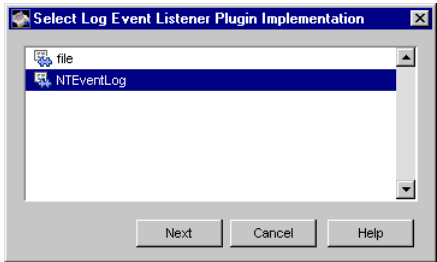 Select Log Event Listener Plugin Implementation
file
NTEventLog
Next Cancel Help